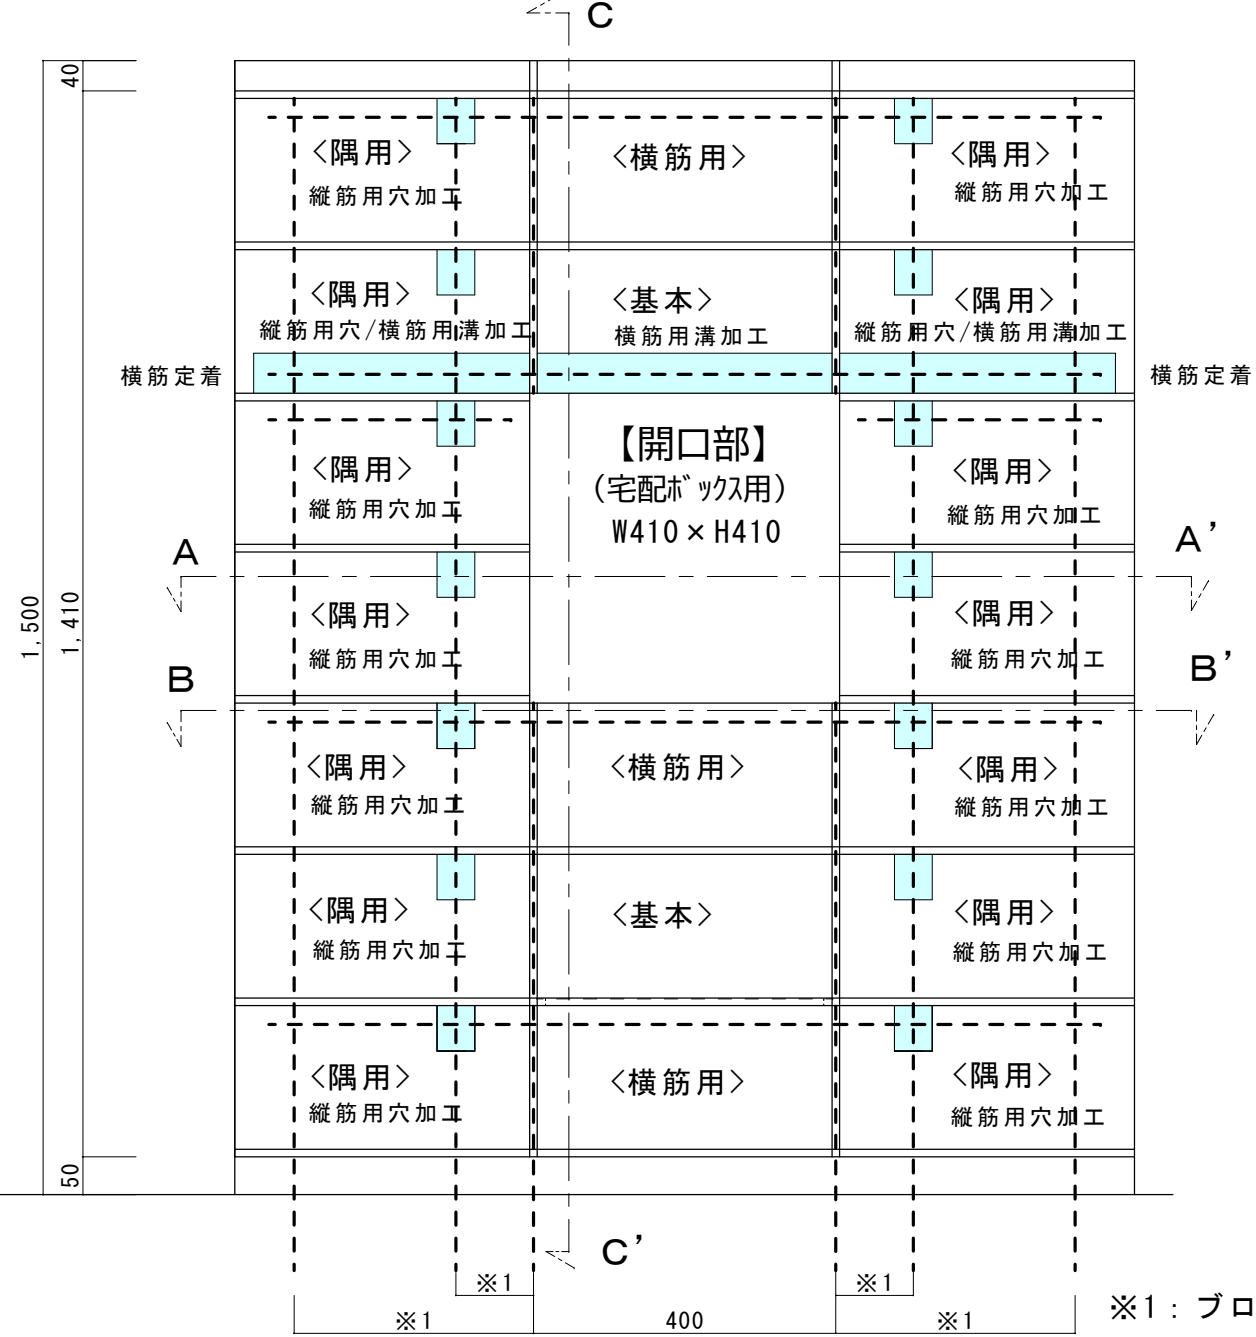 C
40
<隅用>
縦筋用穴加工
<横筋用>
<隅用>
縦筋用穴加工
<隅用>
縦筋用穴/横筋用溝加工
<基本>
横筋用溝加工
<隅用>
縦筋用穴/横筋用溝加工
横筋定着
横筋定着
<隅用>
縦筋用穴加工
【開口部】
(宅配ボックス用)
W410×H410
<隅用>
縦筋用穴加工
A
A'
1,500
1,410
<隅用>
縦筋用穴加工
<隅用>
縦筋用穴加工
B
B'
<隅用>
縦筋用穴加工
<横筋用>
<隅用>
縦筋用穴加工
<隅用>
縦筋用穴加工
<基本>
<隅用>
縦筋用穴加工
<隅用>
縦筋用穴加工
<横筋用>
<隅用>
縦筋用穴加工
50
C'
※1
※1
※1
400
※1
※1:ブロ